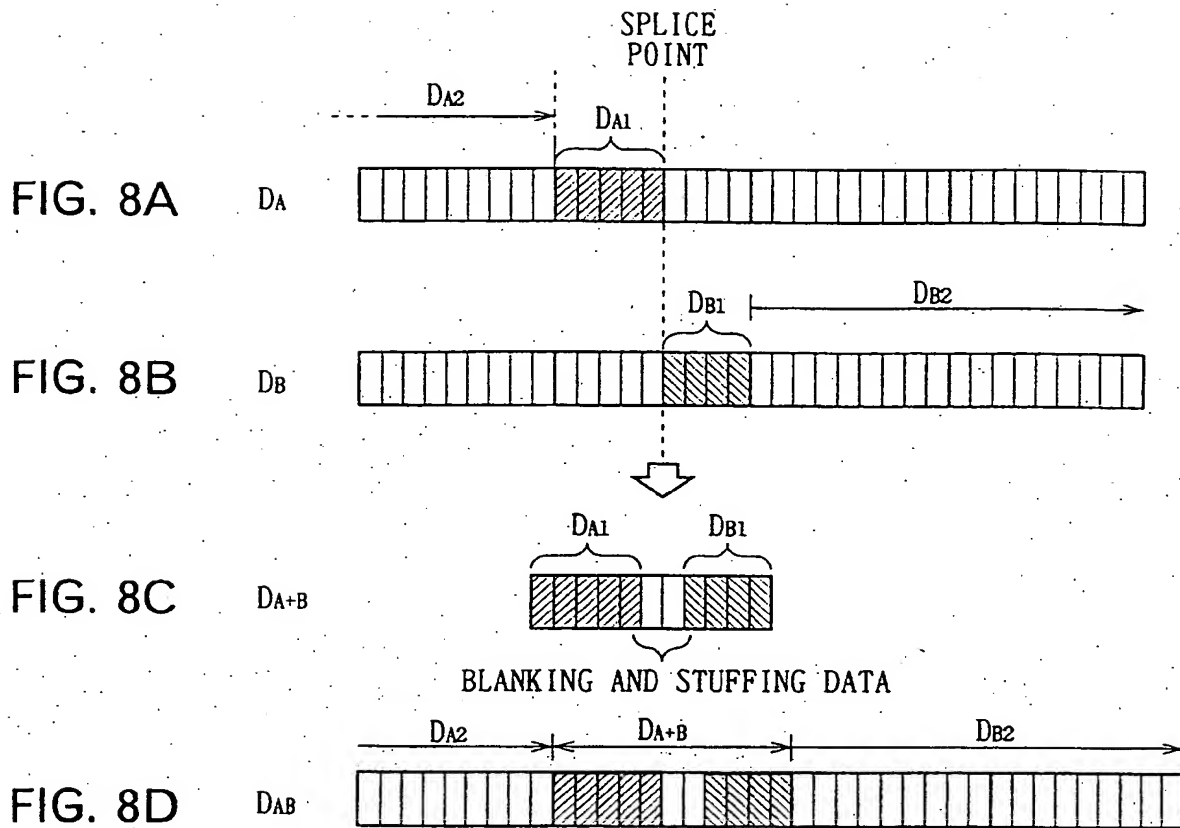 SPLICE
POINT
DA2
DA1
FIG. 8A DA
DB1
DB2
FIG. 8B DB
DA1 DB1
FIG. 8C DA+B
BLANKING AND STUFFING DATA
DA2 DA+B DB2
FIG. 8D DAB